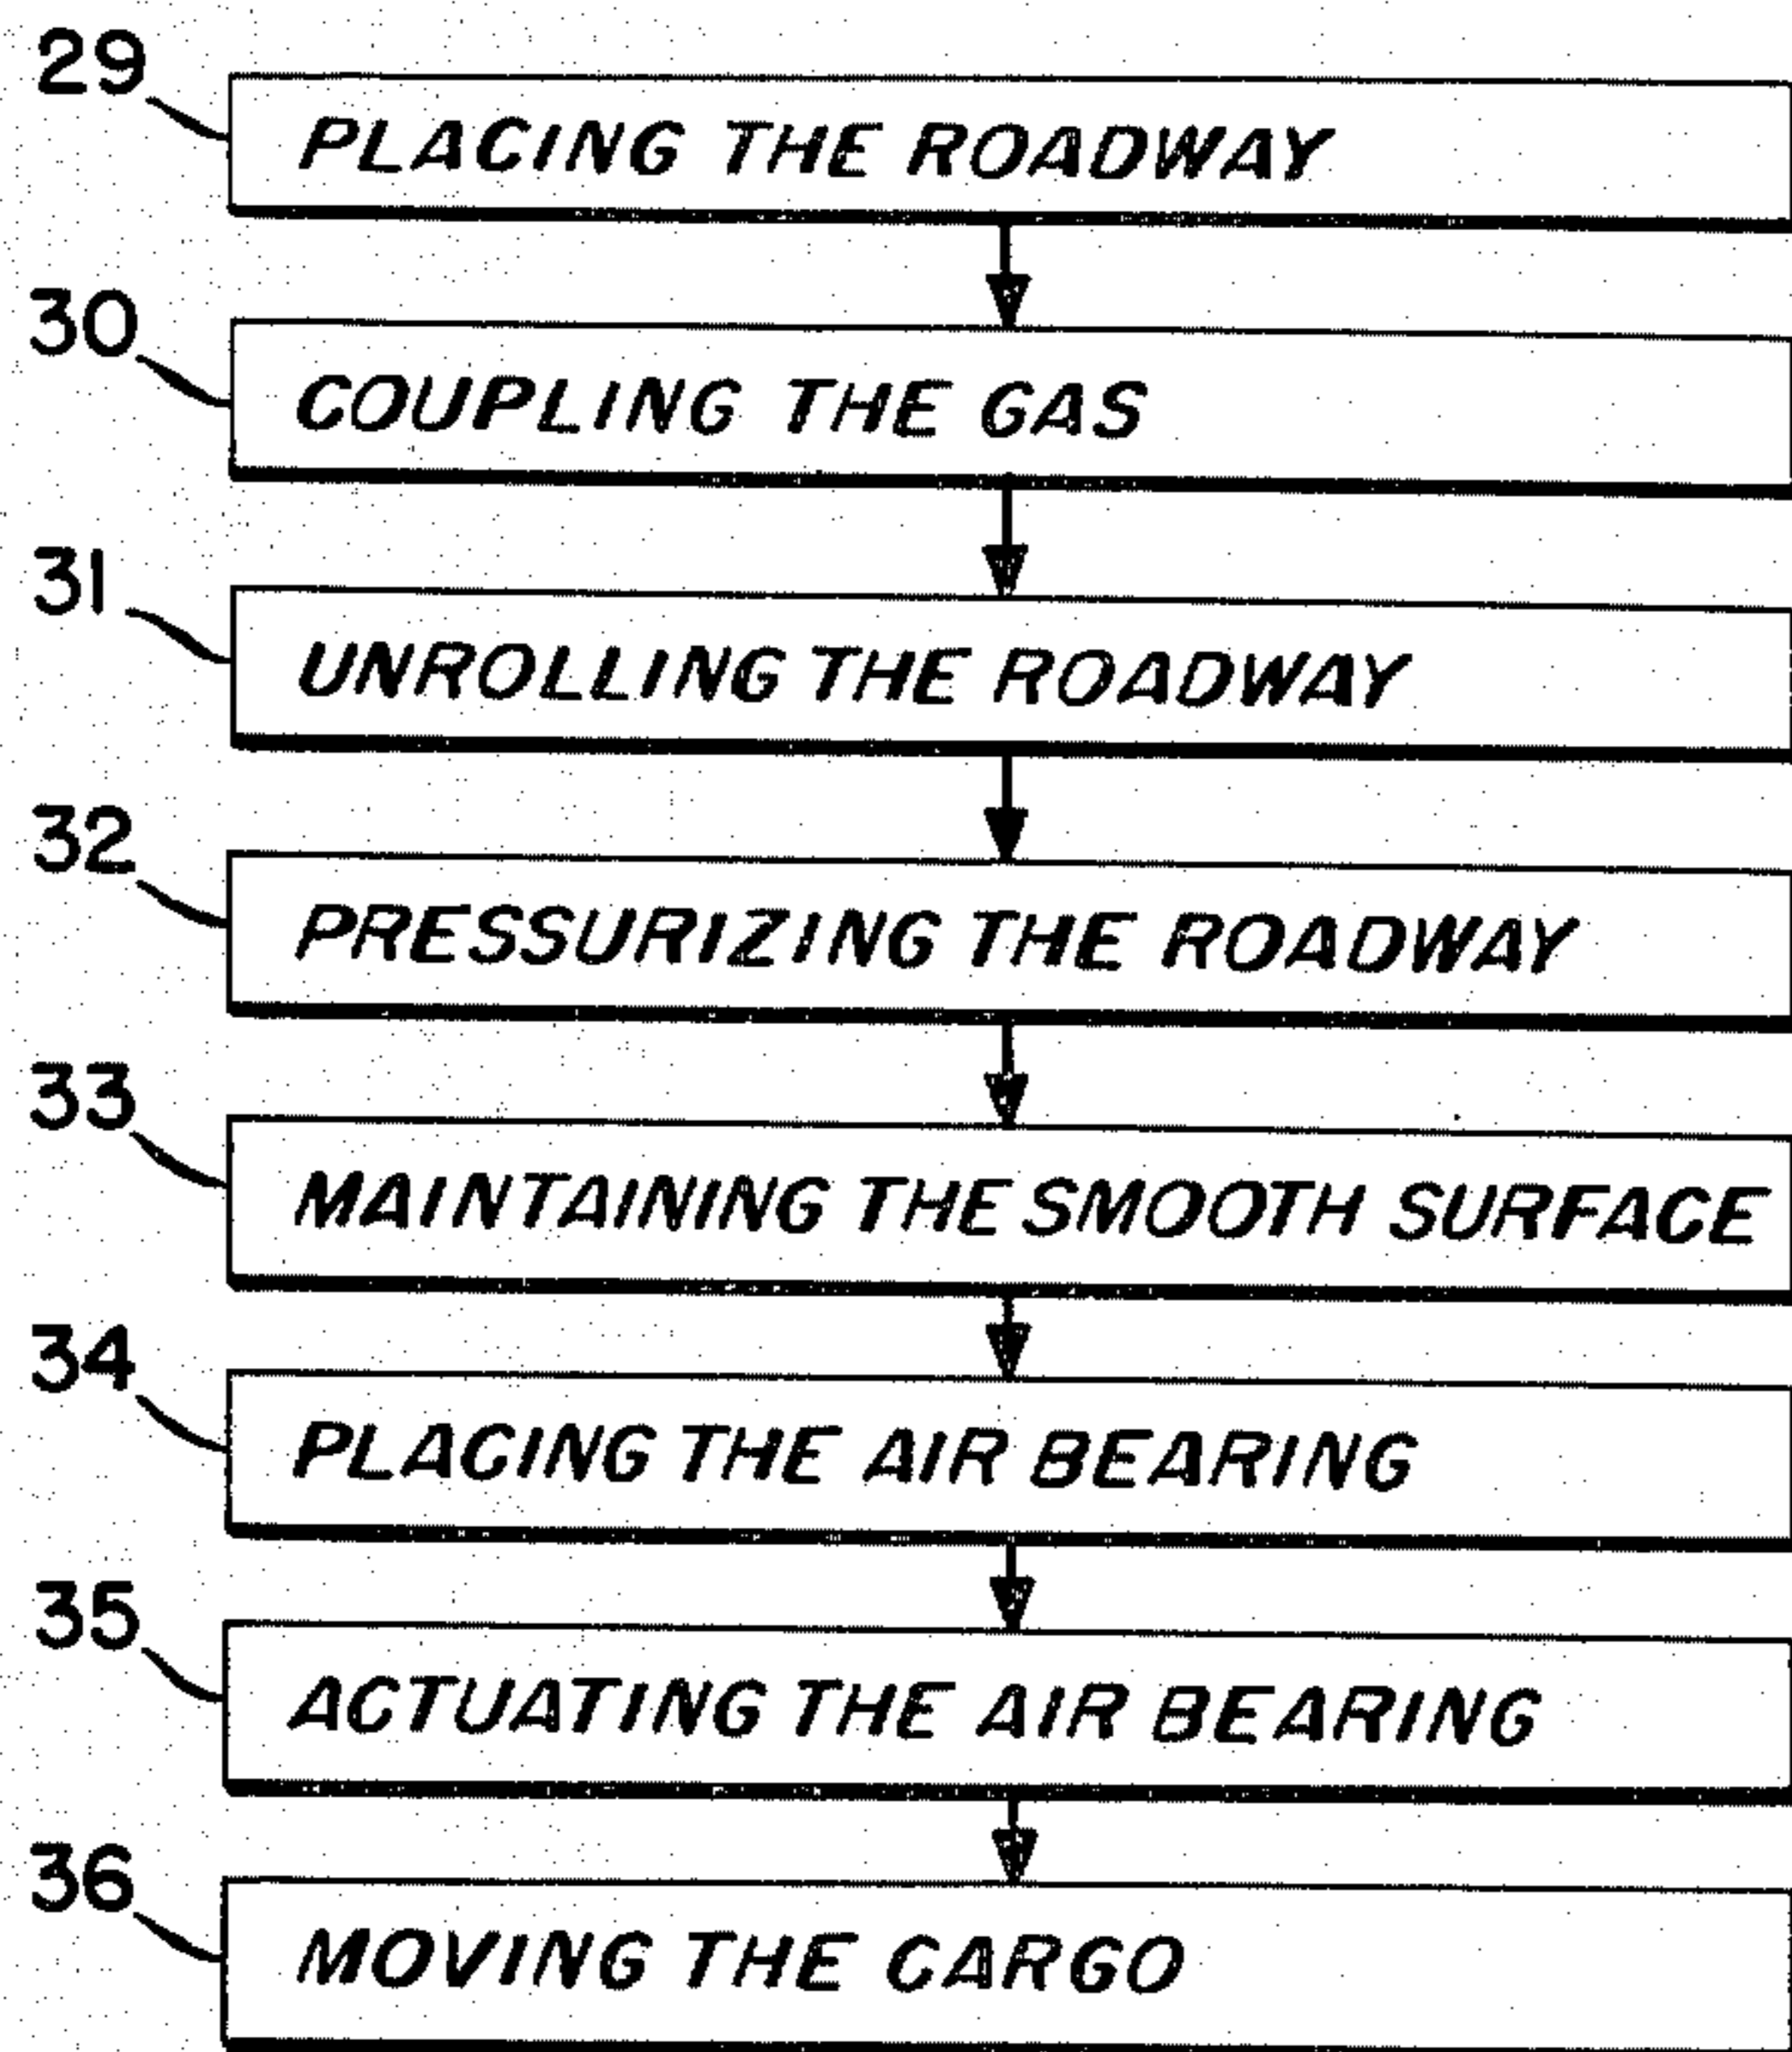 29
PLACING THE ROADWAY
30
COUPLING THE GAS
31
UNROLLING THE ROADWAY
32
PRESSURIZING THE ROADWAY
33
MAINTAINING THE SMOOTH SURFACE
34
PLACING THE AIR BEARING
35
ACTUATING THE AIR BEARING
36
MOVING THE CARGO